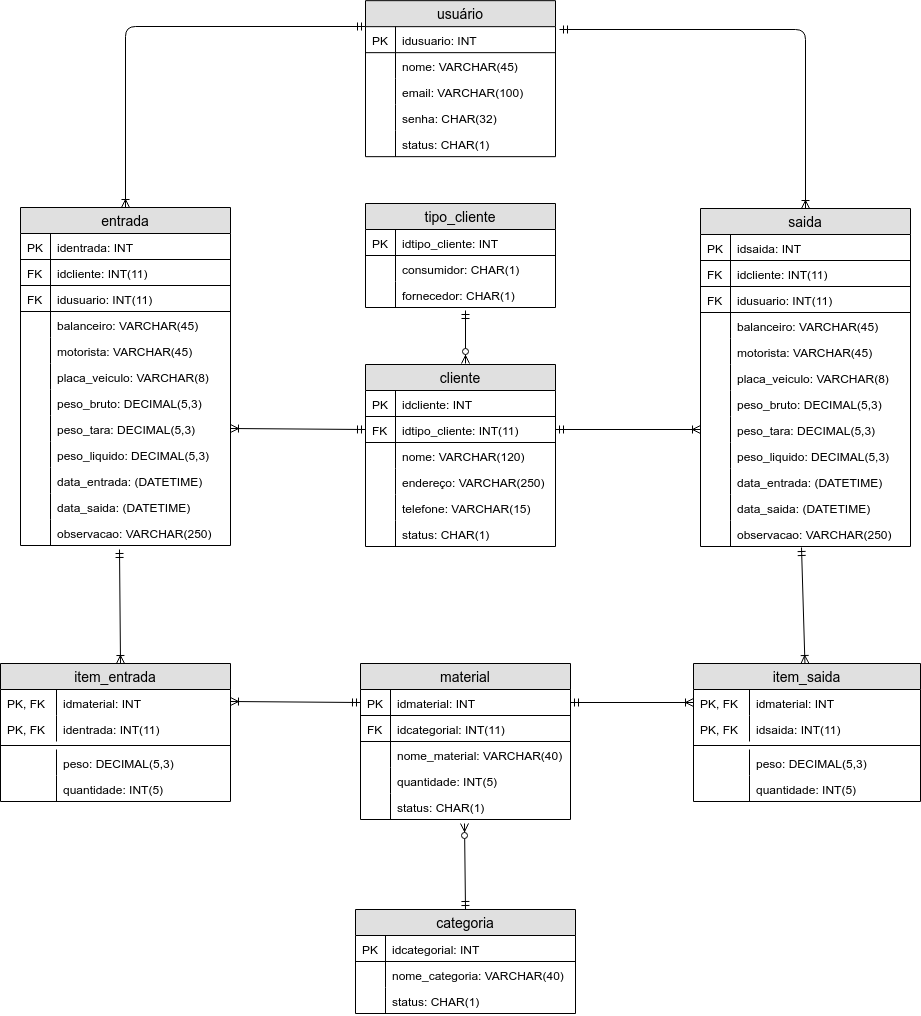 usuário
PK idusuario: INT
nome: VARCHAR(45)
email: VARCHAR(100)
senha: CHAR(32)
status: CHAR(1)
entrada
PK identrada: INT
FK idcliente: INT(11)
FK idusuario: INT(11)
balanceiro: VARCHAR(45)
motorista: VARCHAR(45)
placa_veiculo: VARCHAR(8)
peso_bruto: DECIMAL(5,3)
peso_tara: DECIMAL(5,3)
peso_liquido: DECIMAL(5,3)
data_entrada: (DATETIME)
data_saida: (DATETIME)
observacao: VARCHAR(250)
tipo_cliente
PK idtipo_cliente: INT
consumidor: CHAR(1)
fornecedor: CHAR(1)
cliente
PK idcliente: INT
FK idtipo_cliente: INT(11)
nome: VARCHAR(120)
endereço: VARCHAR(250)
telefone: VARCHAR(15)
status: CHAR(1)
saida
PK idsaida: INT
FK idcliente: INT(11)
FK idusuario: INT(11)
balanceiro: VARCHAR(45)
motorista: VARCHAR(45)
placa_veiculo: VARCHAR(8)
peso_bruto: DECIMAL(5,3)
peso_tara: DECIMAL(5,3)
peso_liquido: DECIMAL(5,3)
data_entrada: (DATETIME)
data_saida: (DATETIME)
observacao: VARCHAR(250)
item_entrada
PK, FK idmaterial: INT
PK, FK identrada: INT(11)
peso: DECIMAL(5,3)
quantidade: INT(5)
material
PK idmaterial: INT
FK idcategorial: INT(11)
nome_material: VARCHAR(40)
quantidade: INT(5)
status: CHAR(1)
item_saida
PK, FK idmaterial: INT
PK, FK idsaida: INT(11)
peso: DECIMAL(5,3)
quantidade: INT(5)
categoria
PK idcategorial: INT
nome_categoria: VARCHAR(40)
status: CHAR(1)